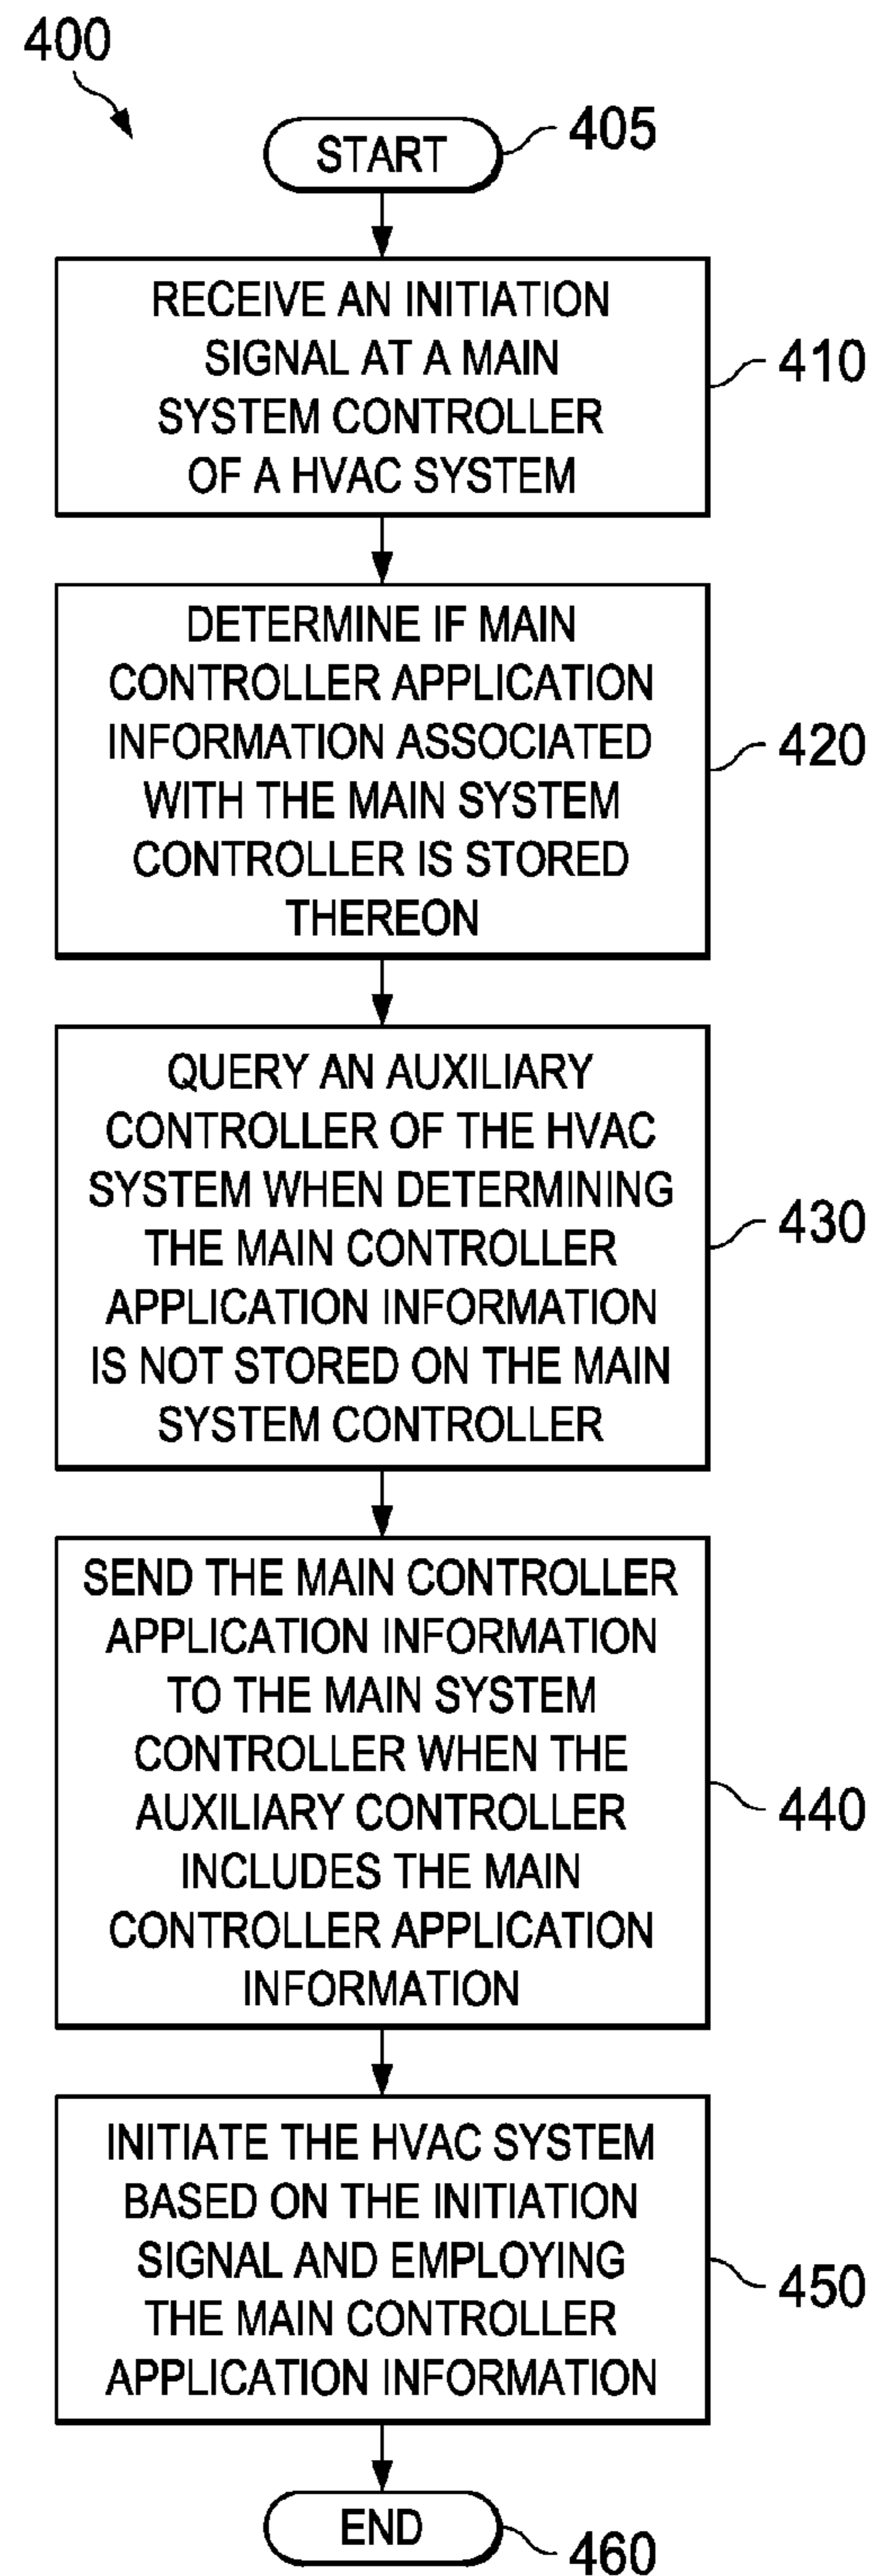 400
START
405
RECEIVE AN INITIATION
SIGNAL AT A MAIN
SYSTEM CONTROLLER
OF A HVAC SYSTEM
410
DETERMINE IF MAIN
CONTROLLER APPLICATION
INFORMATION ASSOCIATED
WITH THE MAIN SYSTEM
CONTROLLER IS STORED
THEREON
420
QUERY AN AUXILIARY
CONTROLLER OF THE HVAC
SYSTEM WHEN DETERMINING
THE MAIN CONTROLLER
APPLICATION INFORMATION
IS NOT STORED ON THE MAIN
SYSTEM CONTROLLER
430
SEND THE MAIN CONTROLLER
APPLICATION INFORMATION
TO THE MAIN SYSTEM
CONTROLLER WHEN THE
AUXILIARY CONTROLLER
INCLUDES THE MAIN
CONTROLLER APPLICATION
INFORMATION
440
INITIATE THE HVAC SYSTEM
BASED ON THE INITIATION
SIGNAL AND EMPLOYING
THE MAIN CONTROLLER
APPLICATION INFORMATION
450
END
460